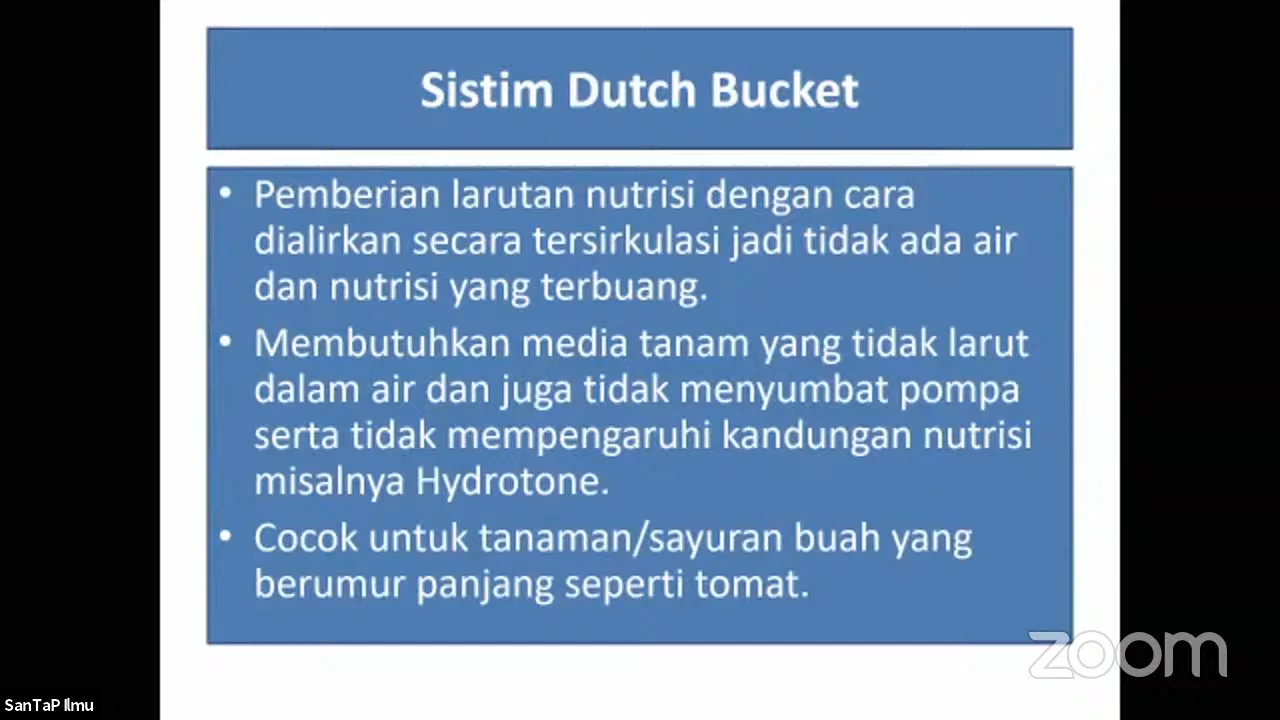 Sistim Dutch Bucket
• Pemberian larutan nutrisi dengan cara
dialirkan secara tersirkulasi jadi tidak ada air
dan nutrisi yang terbuang.
• Membutuhkan media tanam yang tidak larut
dalam air dan juga tidak menyumbat pompa
serta tidak mempengaruhi kandungan nutrisi
misalnya Hydrotone.
• Cocok untuk tanaman/sayuran buah yang
berumur panjang seperti tomat.
zoom
SanTaP Ilmu